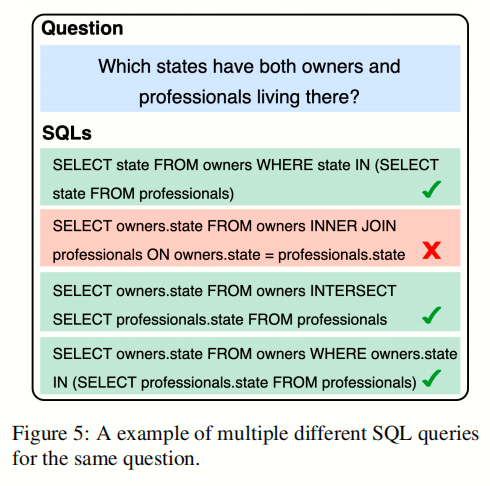 Question
Which states have both owners and
professionals living there?
SQLs
SELECT state FROM owners WHERE state IN (SELECT
state FROM professionals)
SELECT owners.state FROM owners INNER JOIN
professionals ON owners.state = professionals.state
SELECT owners.state FROM owners INTERSECT
SELECT professionals.state FROM professionals
SELECT owners.state FROM owners WHERE owners.state
IN (SELECT professionals.state FROM professionals)
Figure 5: A example of multiple different SQL queries
for the same question.